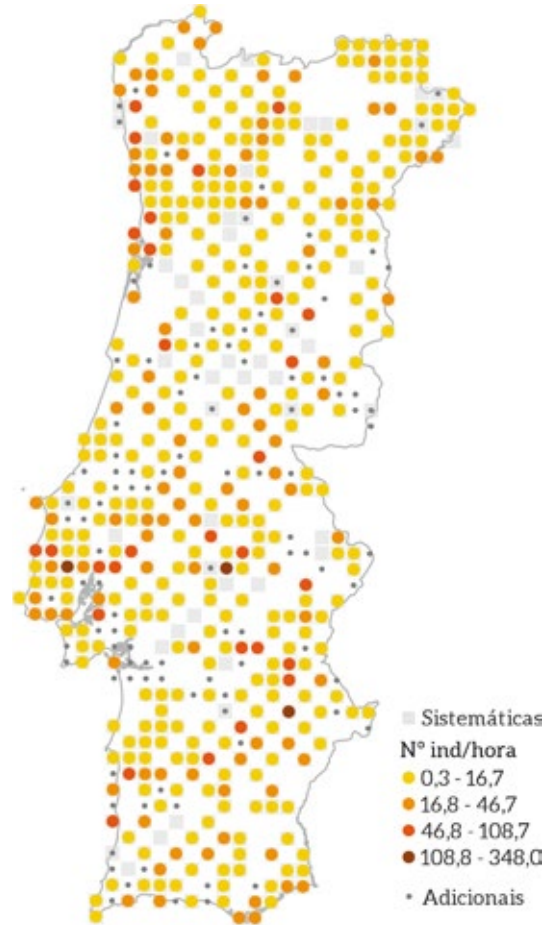 Sistemáticas
N° ind/hora
0,3 - 16,7
16,8 - 46,7
46,8 - 108,7
108,8 - 348,0
Adicionais